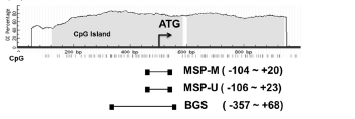 GC Percentage
ATG
CpG Island
200 bp 400 bp 600 bp 800 bp
CpG
MSP-M ( -104 ~ +20)
MSP-U ( -106 ~ +23)
BGS ( -357 ~ +68)